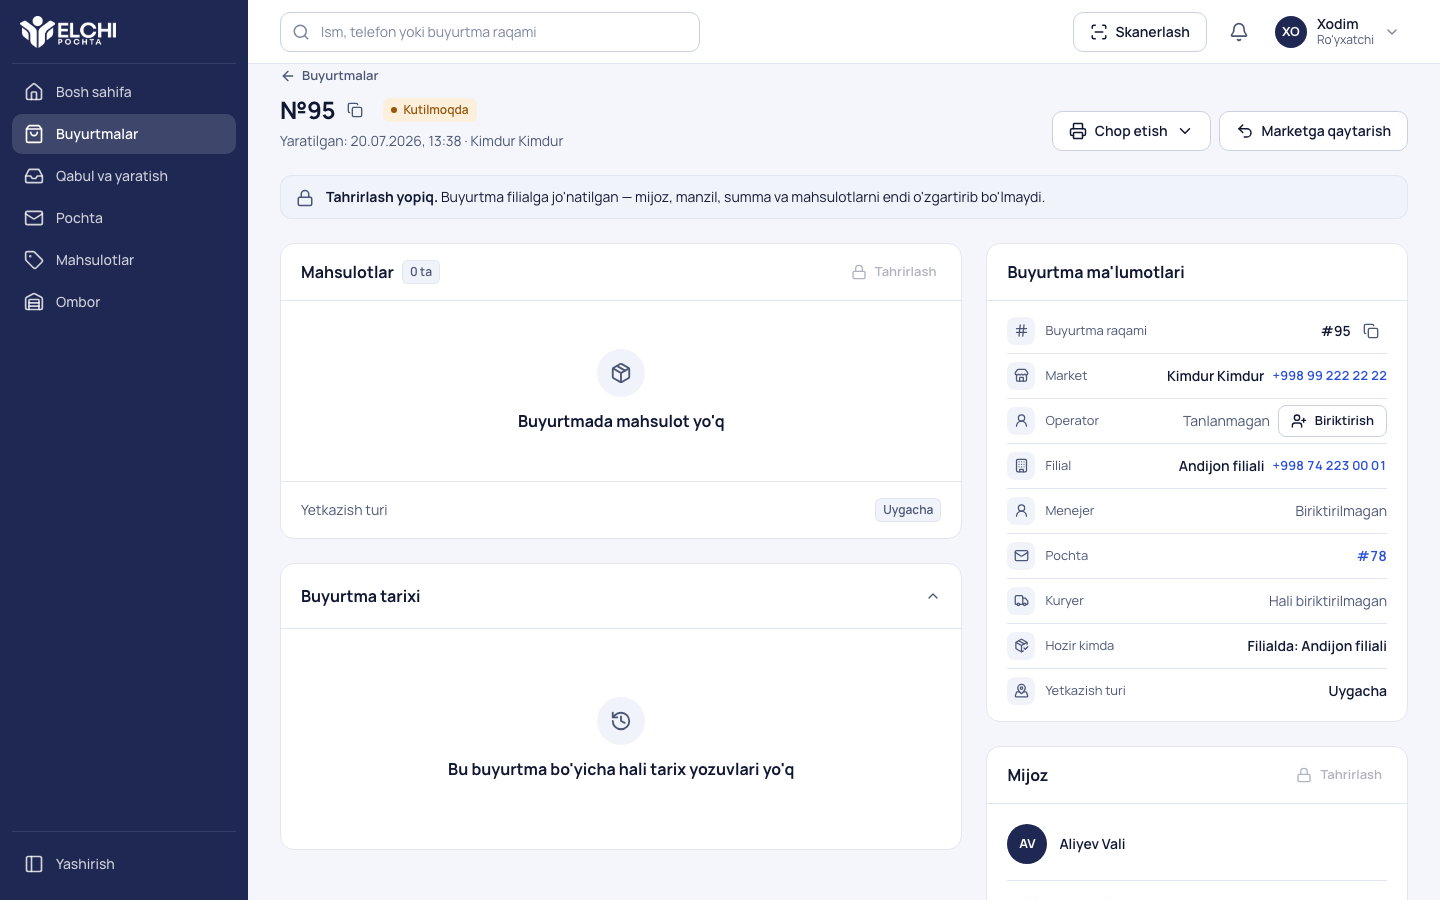 ELCHI
POCHTA
Ism, telefon yoki buyurtma raqami
Skanerlash
XO
Xodim
Ro'yxatchi
Bosh sahifa
Buyurtmalar
Qabul va yaratish
Pochta
Mahsulotlar
Ombor
Yashirish
Buyurtmalar
№95
Kutilmoqda
Yaratilgan: 20.07.2026, 13:38 · Kimdur Kimdur
Chop etish
Marketga qaytarish
Tahrirlash yopiq. Buyurtma filialga jo'natilgan — mijoz, manzil, summa va mahsulotlarni endi o'zgartirib bo'lmaydi.
Mahsulotlar 0 ta
Tahrirlash
Buyurtmada mahsulot yo'q
Yetkazish turi Uygacha
Buyurtma tarixi
Bu buyurtma bo'yicha hali tarix yozuvlari yo'q
Buyurtma ma'lumotlari
Buyurtma raqami #95
Market Kimdur Kimdur +998 99 222 22 22
Operator Tanlanmagan Biriktirish
Filial Andijon filiali +998 74 223 00 01
Menejer Biriktirilmagan
Pochta #78
Kuryer Hali biriktirilmagan
Hozir kimda Filialda: Andijon filiali
Yetkazish turi Uygacha
Mijoz Tahrirlash
AV Aliyev Vali